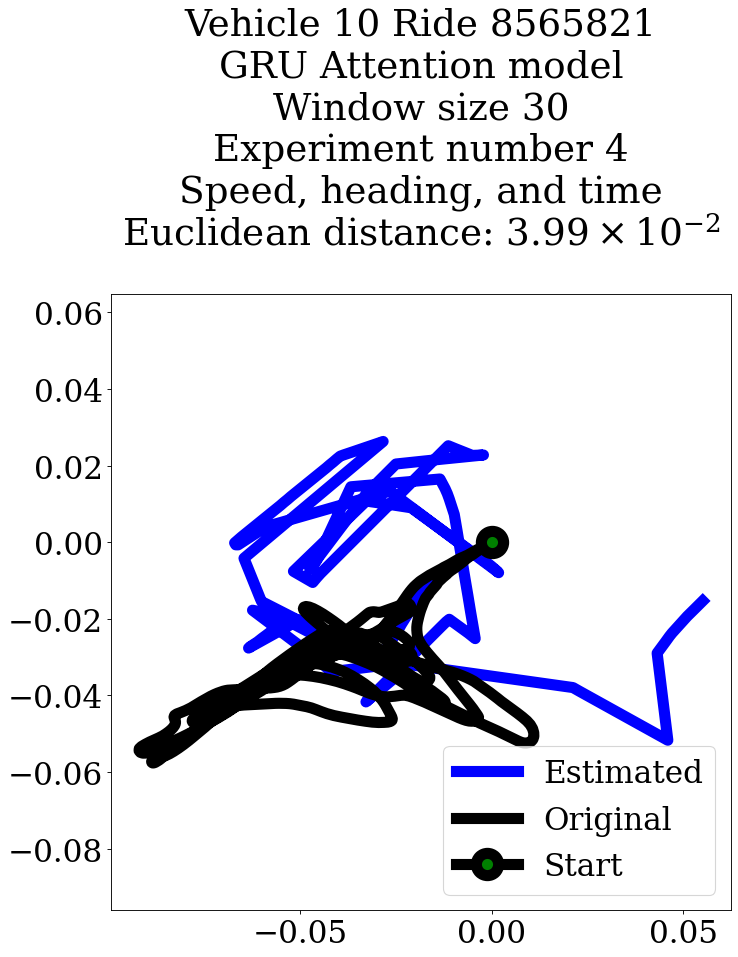 Vehicle 10 Ride 8565821
GRU Attention model
Window size 30
Experiment number 4
Speed, heading, and time
Euclidean distance: 3.99 × 10⁻²
0.06
0.04
0.02
0.00
−0.02
−0.04
−0.06
−0.08
Estimated
Original
Start
−0.05
0.00
0.05